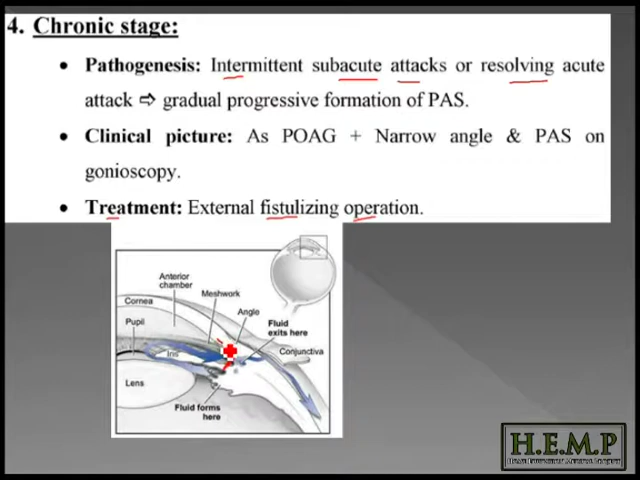 4. Chronic stage:
• Pathogenesis: Intermittent subacute attacks or resolving acute
attack ⇨ gradual progressive formation of PAS.
• Clinical picture: As POAG + Narrow angle & PAS on
gonioscopy.
• Treatment: External fistulizing operation.
Anterior
chamber
Meshwork
Cornea
Angle
Pupil
Fluid
exits here
Iris
Conjunctiva
Lens
Fluid forms
here
H.E.M.P